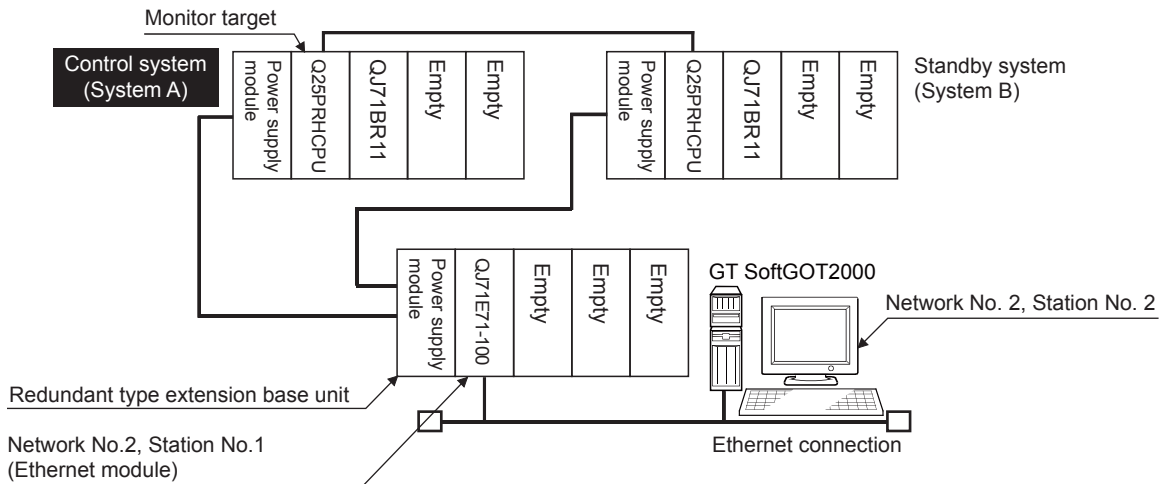 Monitor target
Control system
(System A)
Power supply
module
Q25PRHCPU
QJ71BR11
Empty
Empty
Power supply
module
Q25PRHCPU
QJ71BR11
Empty
Empty
Standby system
(System B)
Power supply
module
QJ71E71-100
Empty
Empty
Empty
GT SoftGOT2000
Network No. 2, Station No. 2
Redundant type extension base unit
Network No.2, Station No.1
(Ethernet module)
Ethernet connection